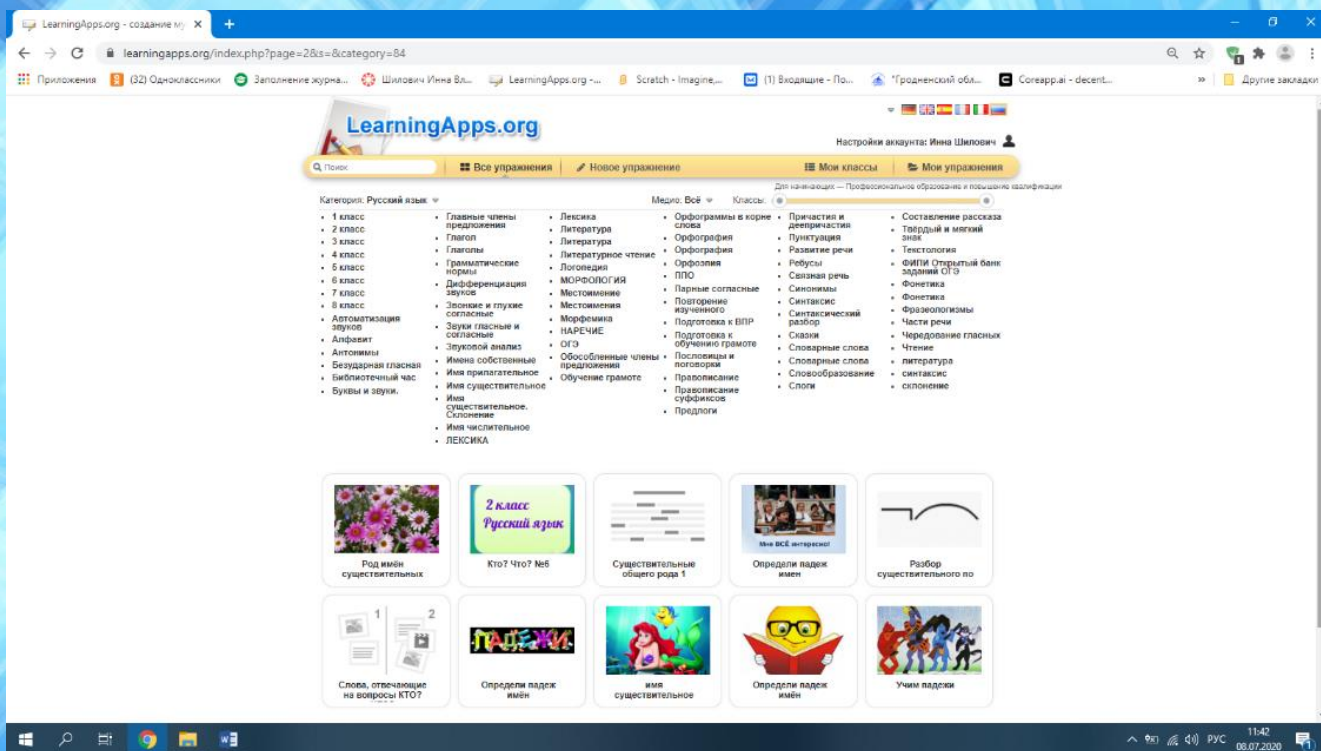 LearningApps.org - создание му
learningapps.org/index.php?page=2&s=&category=84
Приложения (32) Одноклассники Заполнение журна... Шилович Инна Вл... LearningApps.org -... Scratch - Imagine,... (1) Входящие - По... "Гродненский обл... Coreapp.ai - decent... » Другие закладки
LearningApps.org
Настройки аккаунта: Инна Шилович
Поиск Все упражнения Новое упражнение Мои классы Мои упражнения
Для начинающих — Профессиональное образование и повышение квалификации
Категория: Русский язык Медио: Всё Классы:
1 класс
2 класс
3 класс
4 класс
5 класс
6 класс
7 класс
8 класс
Автоматизация
звуков
Алфавит
Антонимы
Безударная гласная
Библиотечный час
Буквы и звуки.
Главные члены
предложения
Глагол
Глаголы
Грамматические
нормы
Дифференциация
звуков
Звонкие и глухие
согласные
Звуки гласные и
согласные
Звуковой анализ
Имена собственные
Имя прилагательное
Имя существительное
Имя
существительное.
Склонение
Имя числительное
ЛЕКСИКА
Лексика
Литература
Литература
Литературное чтение
Логопедия
МОРФОЛОГИЯ
Местоимение
Местоимения
Морфемика
НАРЕЧИЕ
ОГЭ
Обособленные члены
предложения
Обучение грамоте
Орфограммы в корне
слова
Орфография
Орфография
Орфоэпия
ППО
Парные согласные
Повторение
изученного
Подготовка к ВПР
Подготовка к
обучению грамоте
Пословицы и
поговорки
Правописание
Правописание
суффиксов
Предлоги
Причастия и
деепричастия
Пунктуация
Развитие речи
Ребусы
Связная речь
Синонимы
Синтаксис
Синтаксический
разбор
Сказки
Словарные слова
Словарные слова
Словообразование
Слоги
Составление рассказа
Твёрдый и мягкий
знак
Текстология
ФИПИ Открытый банк
заданий ОГЭ
Фонетика
Фонетика
Фразеологизмы
Части речи
Чередование гласных
Чтение
литература
синтаксис
склонение
2 класс
Русский язык
Мне ВСЁ интересно!
Род имён
существительных
Кто? Что? №6
Существительные
общего рода 1
Определи падеж
имен
Разбор
существительного по
1 2
ПАДЕЖИ
Слова, отвечающие
на вопросы КТО?
Определи падеж
имён
имя
существительное
Определи падеж
имён
Учим падежи
РУС 11:42
08.07.2020